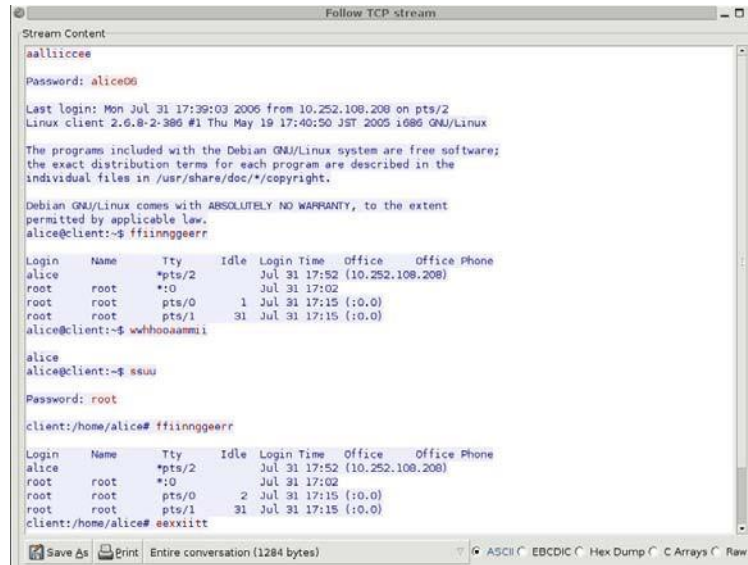 Follow TCP stream
Stream Content
aalliiccee
Password: alice06
Last login: Mon Jul 31 17:39:03 2006 from 10.252.108.208 on pts/2
Linux client 2.6.8-2-386 #1 Thu May 19 17:40:50 JST 2005 i686 GNU/Linux
The programs included with the Debian GNU/Linux system are free software;
the exact distribution terms for each program are described in the
individual files in /usr/share/doc/*/copyright.
Debian GNU/Linux comes with ABSOLUTELY NO WARRANTY, to the extent
permitted by applicable law.
alice@client:~$ ffiinnggeerr
Login Name Tty Idle Login Time Office Office Phone
alice *pts/2 Jul 31 17:52 (10.252.108.208)
root root *:0 Jul 31 17:02
root root pts/0 1 Jul 31 17:15 (:0.0)
root root pts/1 31 Jul 31 17:15 (:0.0)
alice@client:~$ wwhhooaammii
alice
alice@client:~$ ssuu
Password: root
client:/home/alice# ffiinnggeerr
Login Name Tty Idle Login Time Office Office Phone
alice *pts/2 Jul 31 17:52 (10.252.108.208)
root root *:0 Jul 31 17:02
root root pts/0 2 Jul 31 17:15 (:0.0)
root root pts/1 31 Jul 31 17:15 (:0.0)
client:/home/alice# eexxiitt
Save As Print Entire conversation (1284 bytes) ASCII EBCDIC Hex Dump C Arrays Raw